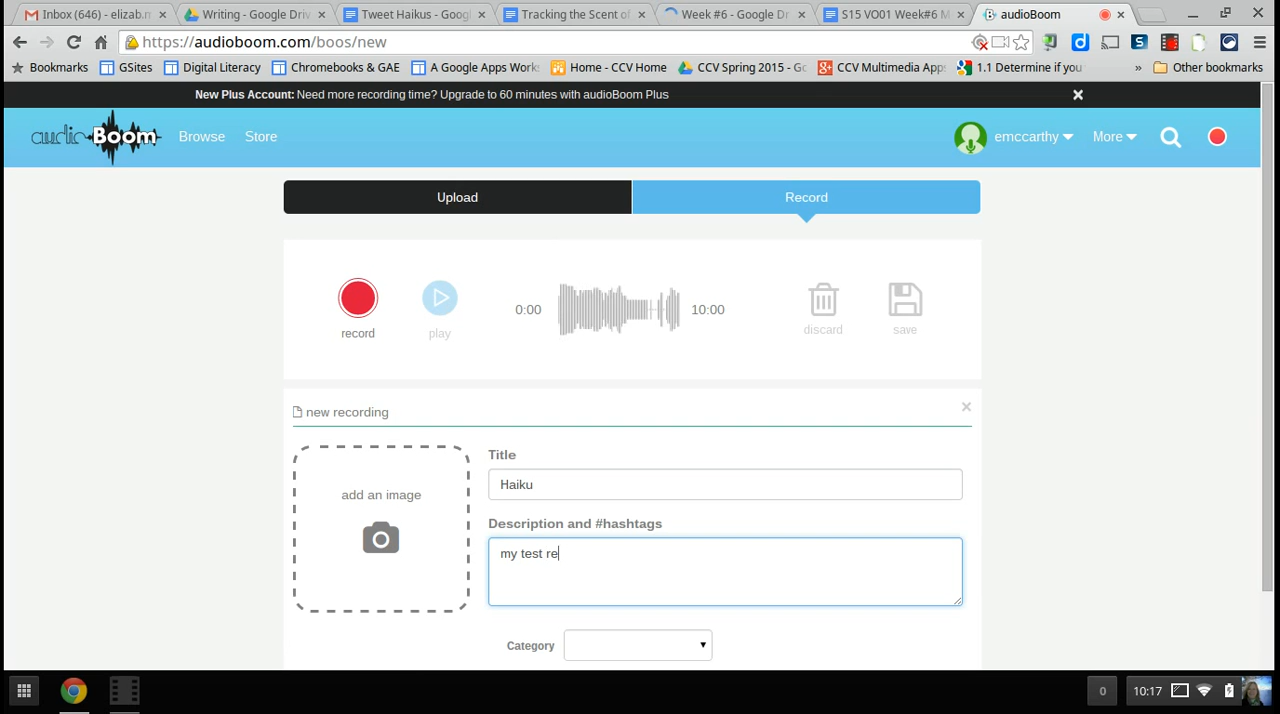 Inbox (646) - elizab.m
Writing - Google Driv
Tweet Haikus - Googl
Tracking the Scent of
Week #6 - Google D
S15 VO01 Week#6 M
audioBoom
https://audioboom.com/boos/new
Bookmarks
GSites
Digital Literacy
Chromebooks & GAE
A Google Apps Work
Home - CCV Home
CCV Spring 2015 - Go
CCV Multimedia App
1.1 Determine if you
»
Other bookmarks
New Plus Account: Need more recording time? Upgrade to 60 minutes with audioBoom Plus
audioBoom
Browse
Store
emccarthy
More
Upload
Record
record
play
0:00
10:00
discard
save
new recording
add an image
Title
Haiku
Description and #hashtags
my test re
Category
0
10:17